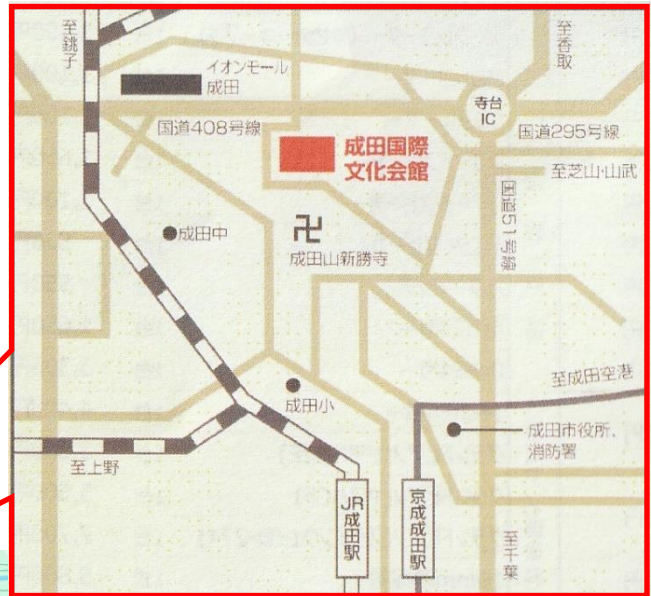 至銚子
至香取
イオンモール
成田
寺台
IC
国道408号線
国道295号線
成田国際
文化会館
至芝山・山武
国道51号線
成田中
卍
成田山新勝寺
至成田空港
成田小
成田市役所、
消防署
至上野
JR成田駅
京成成田駅
至千葉